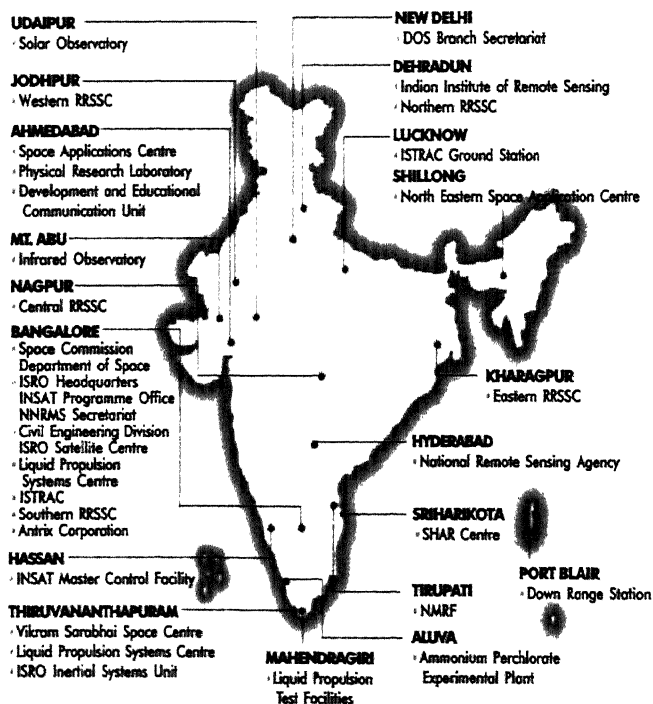 UDAIPUR
Solar Observatory
JODHPUR
Western RRSSC
AHMEDABAD
Space Applications Centre
Physical Research Laboratory
Development and Educational
Communication Unit
MT. ABU
Infrared Observatory
NAGPUR
Central RRSSC
BANGALORE
Space Commission
Department of Space
ISRO Headquarters
INSAT Programme Office
NNRMS Secretariat
Civil Engineering Division
ISRO Satellite Centre
Liquid Propulsion
Systems Centre
ISTRAC
Southern RRSSC
Antrix Corporation
HASSAN
INSAT Master Control Facility
THIRUVANANTHAPURAM
Vikram Sarabhai Space Centre
Liquid Propulsion Systems Centre
ISRO Inertial Systems Unit
NEW DELHI
DOS Branch Secretariat
DEHRADUN
Indian Institute of Remote Sensing
Northern RRSSC
LUCKNOW
ISTRAC Ground Station
SHILLONG
North Eastern Space Application Centre
KHARAGPUR
Eastern RRSSC
HYDERABAD
National Remote Sensing Agency
SRIHARIKOTA
SHAR Centre
PORT BLAIR
Down Range Station
TIRUPATI
NMRF
ALUVA
Ammonium Perchlorate
Experimental Plant
MAHENDRAGIRI
Liquid Propulsion
Test Facilities